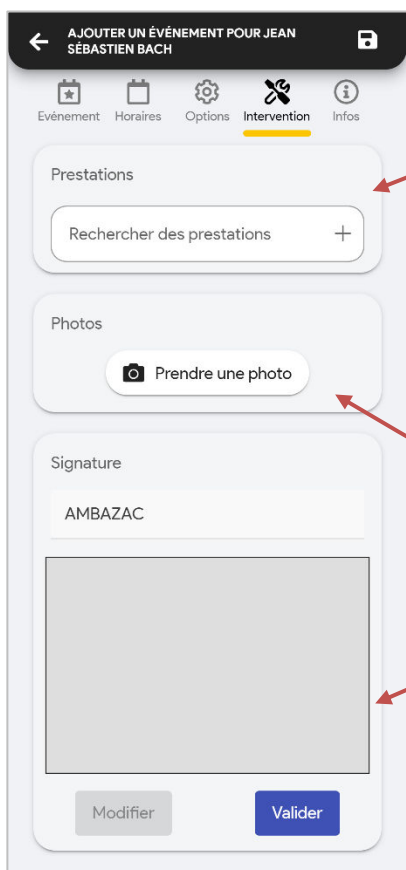 AJOUTER UN ÉVÉNEMENT POUR JEAN
SÉBASTIEN BACH
Evénement Horaires Options Intervention Infos
Prestations
Rechercher des prestations
Photos
Prendre une photo
Signature
AMBAZAC
Modifier Valider